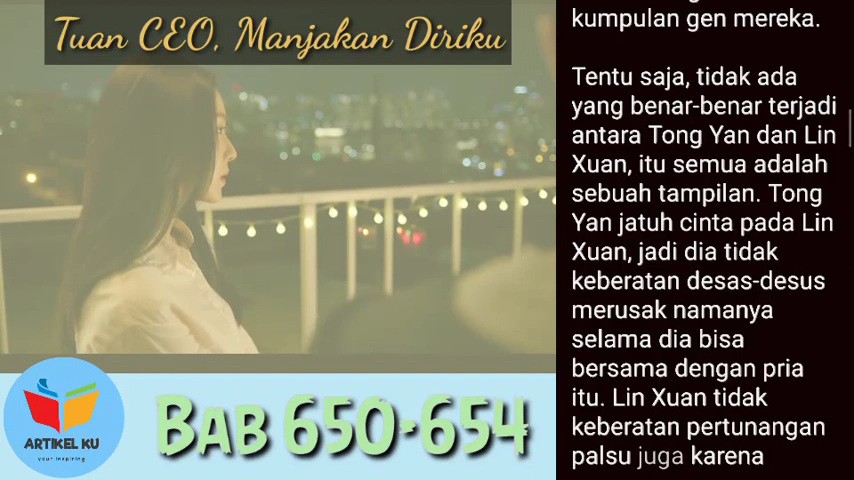 Tuan CEO, Manjakan Diriku
ARTIKEL KU
your inspiring
BAB 650-654
kumpulan gen mereka.
Tentu saja, tidak ada
yang benar-benar terjadi
antara Tong Yan dan Lin
Xuan, itu semua adalah
sebuah tampilan. Tong
Yan jatuh cinta pada Lin
Xuan, jadi dia tidak
keberatan desas-desus
merusak namanya
selama dia bisa
bersama dengan pria
itu. Lin Xuan tidak
keberatan pertunangan
palsu juga karena